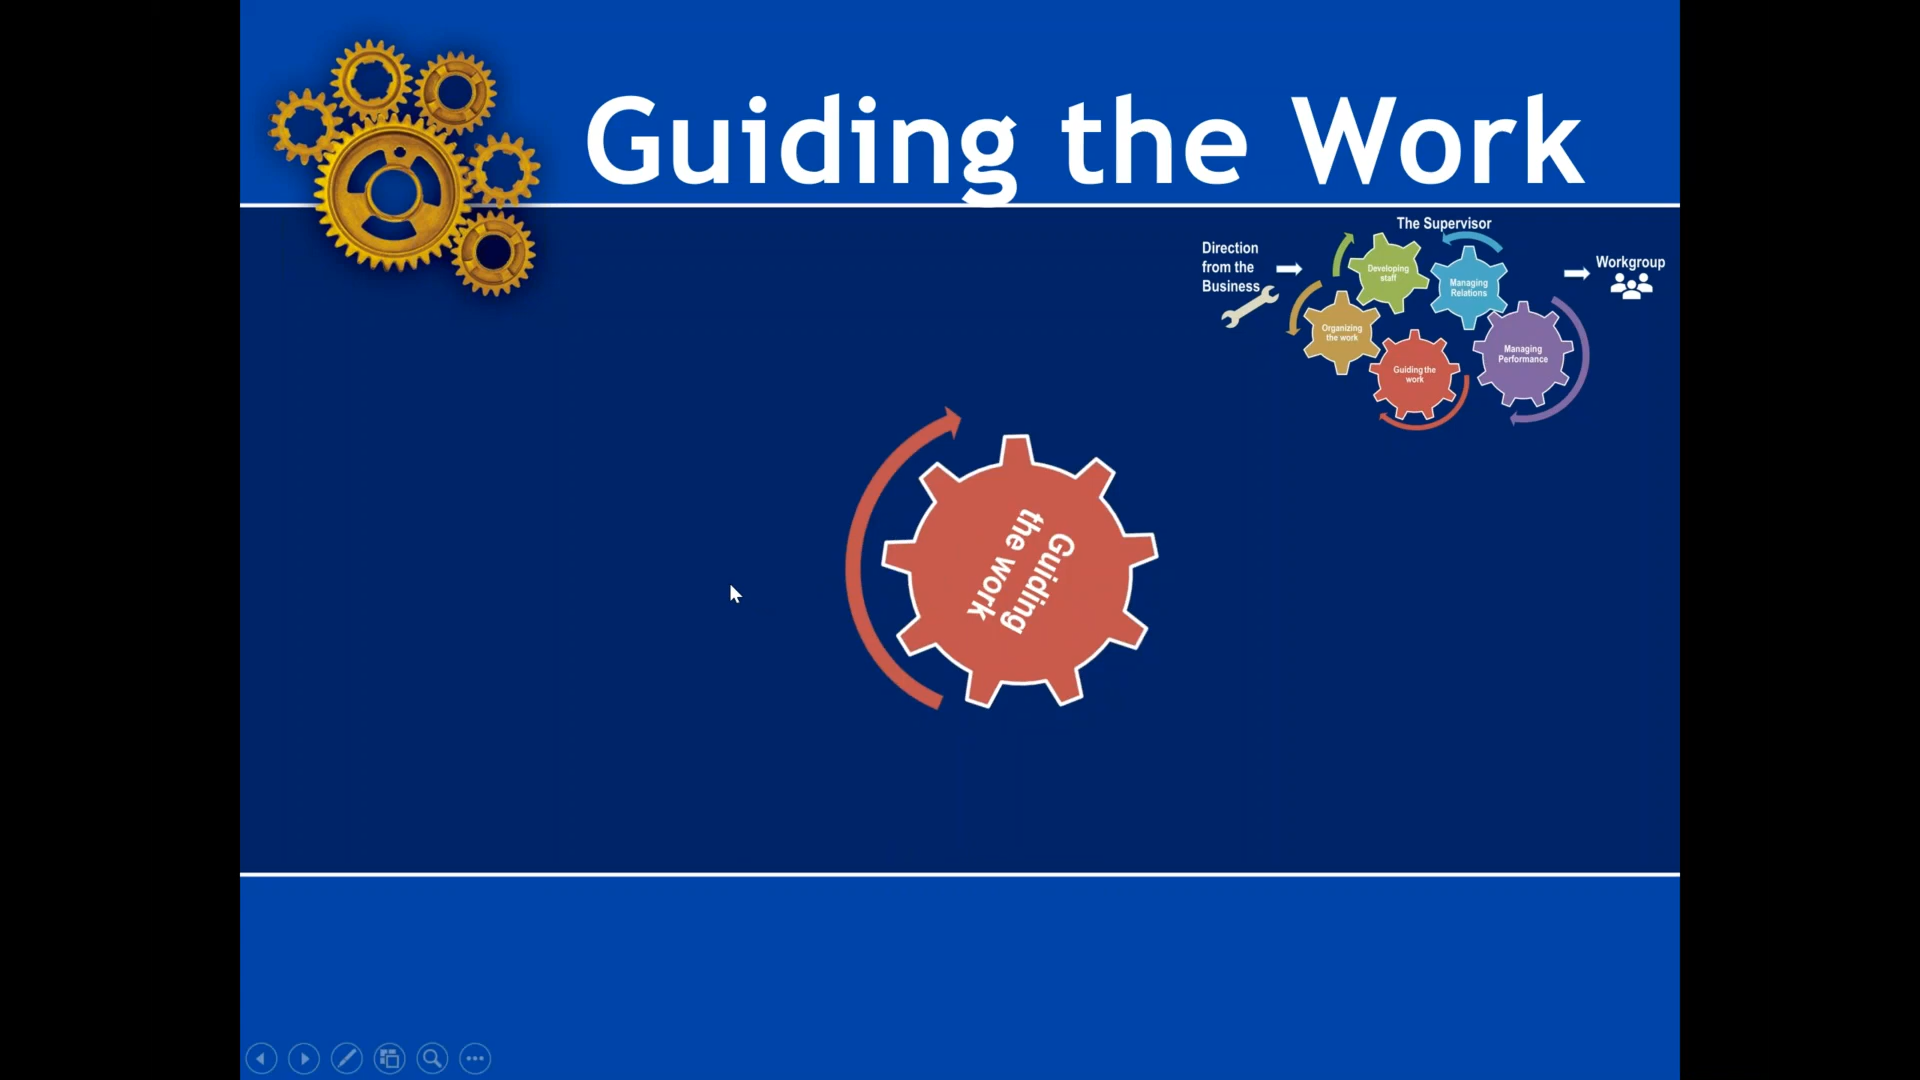 Guiding the Work
The Supervisor
Direction
from the
Business
Developing
staff
Managing
Relations
Workgroup
Organizing
the work
Managing
Performance
Guiding the
work
Guiding
the work